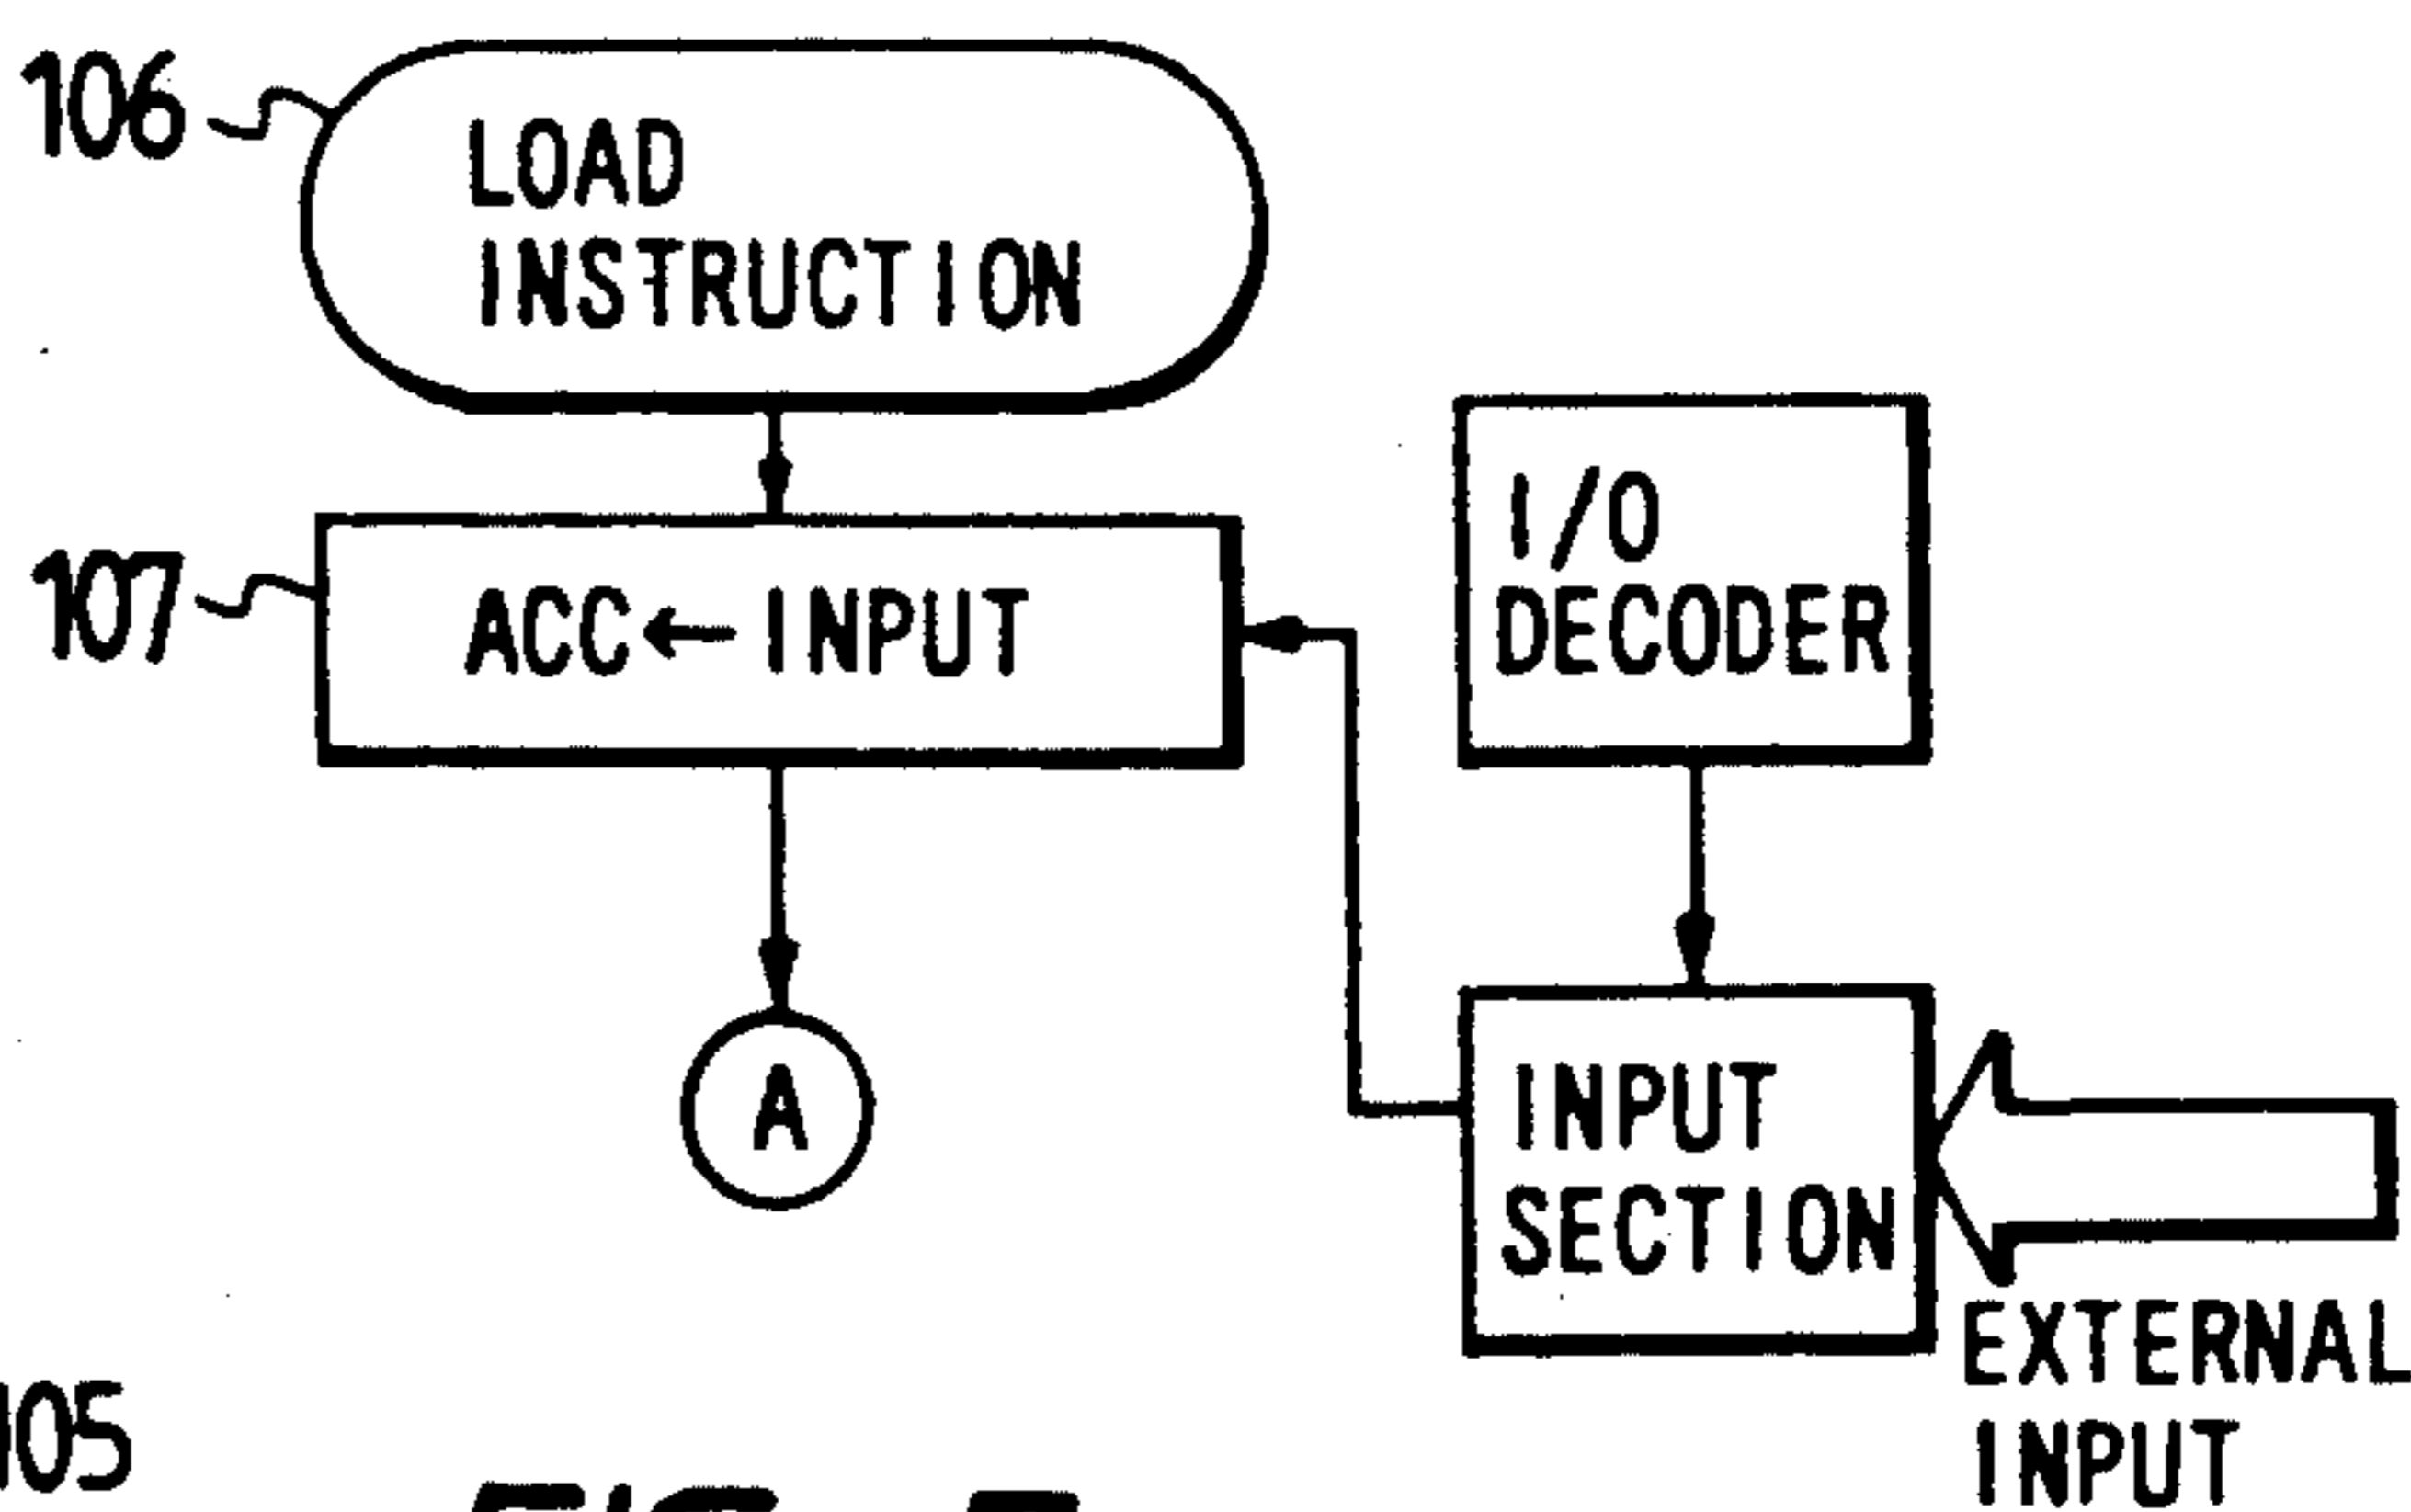 106
LOAD
INSTRUCTION
107
ACC←INPUT
I/O
DECODER
A
INPUT
SECTION
EXTERNAL
INPUT
105